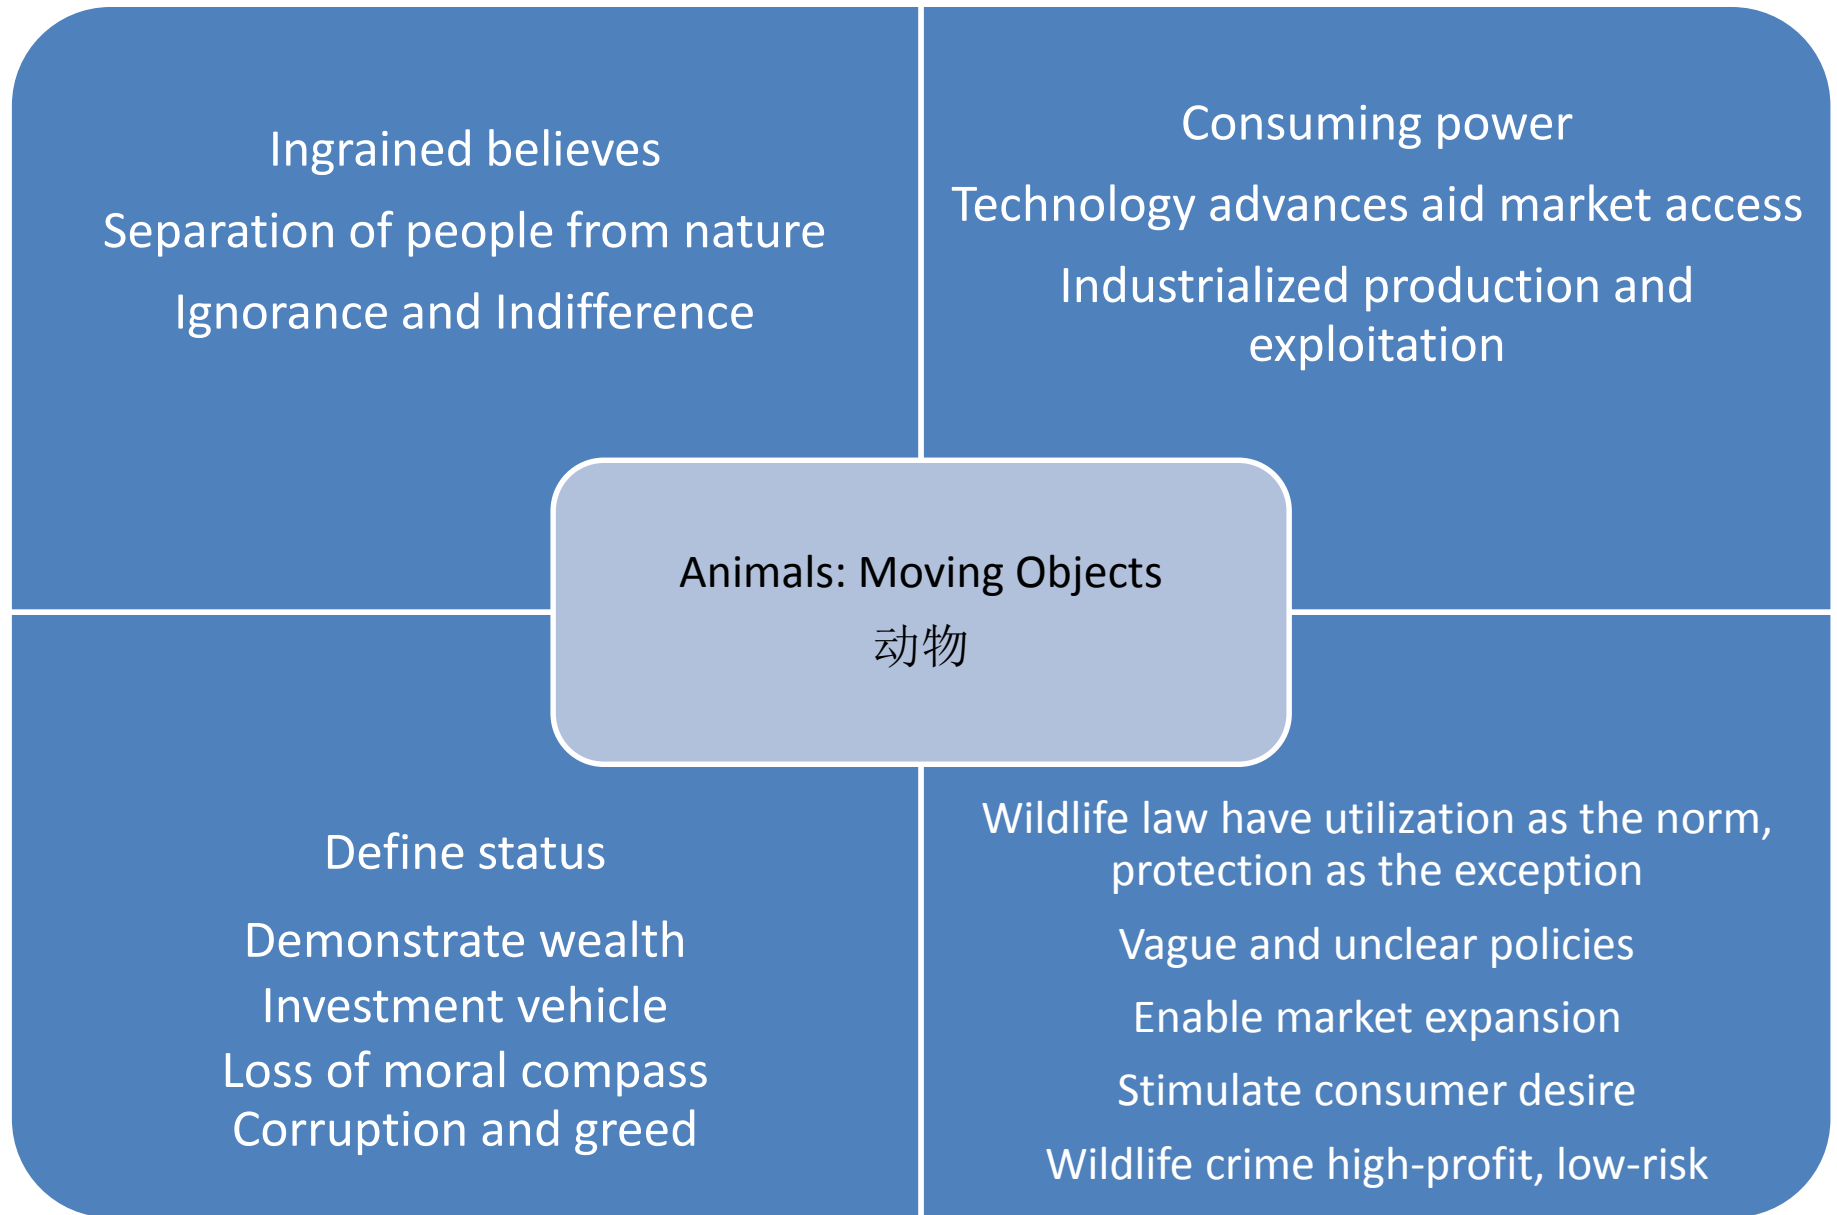 Ingrained believes
Separation of people from nature
Ignorance and Indifference
Consuming power
Technology advances aid market access
Industrialized production and
exploitation
Animals: Moving Objects
动物
Define status
Demonstrate wealth
Investment vehicle
Loss of moral compass
Corruption and greed
Wildlife law have utilization as the norm,
protection as the exception
Vague and unclear policies
Enable market expansion
Stimulate consumer desire
Wildlife crime high-profit, low-risk